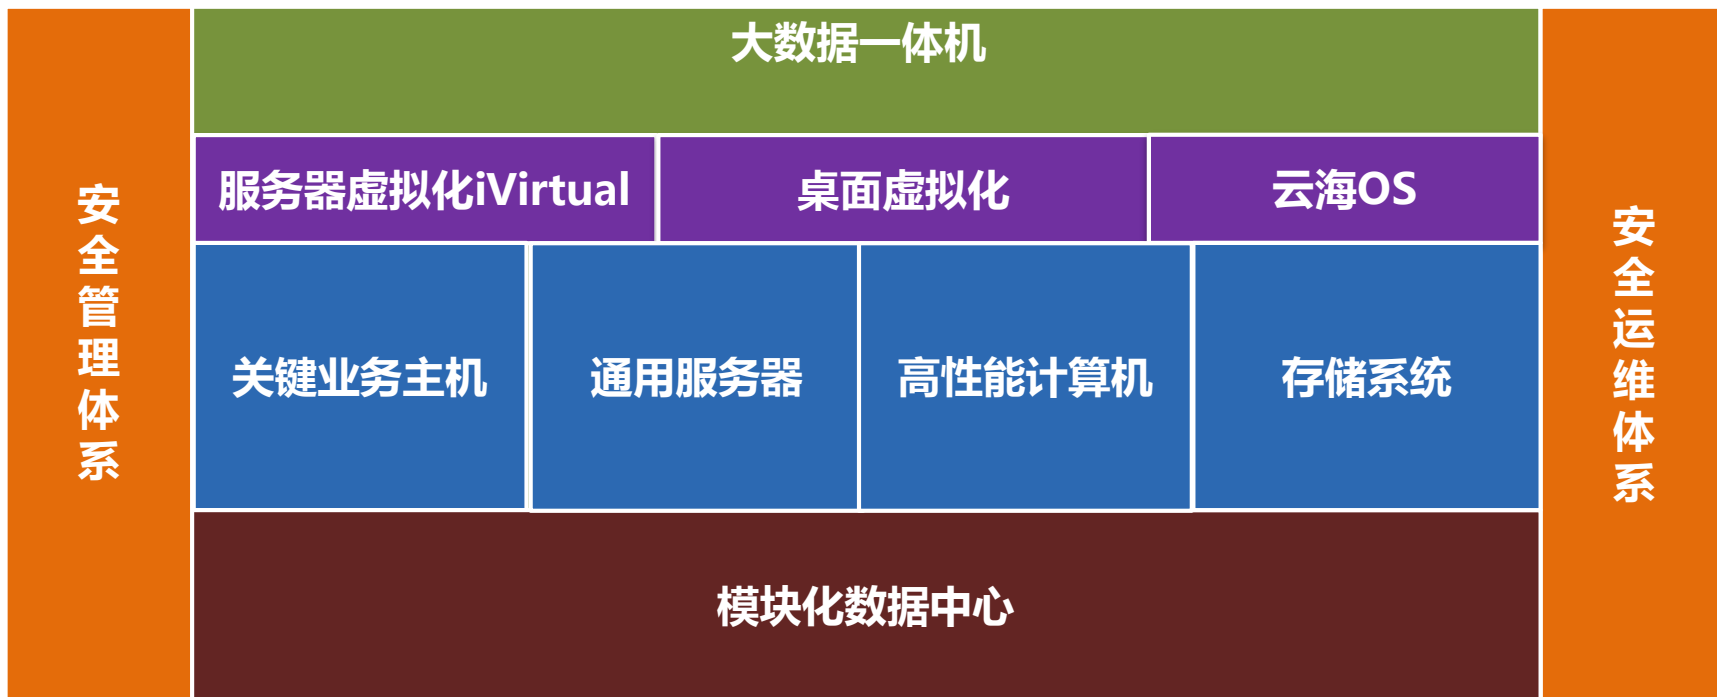 大数据一体机
安全管理体系
服务器虚拟化iVirtual
桌面虚拟化
云海OS
安全运维体系
关键业务主机
通用服务器
高性能计算机
存储系统
模块化数据中心